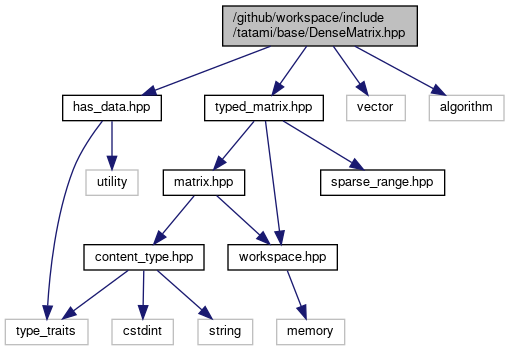 /github/workspace/include
/tatami/base/DenseMatrix.hpp
has_data.hpp
typed_matrix.hpp
vector
algorithm
utility
matrix.hpp
sparse_range.hpp
content_type.hpp
workspace.hpp
type_traits
cstdint
string
memory